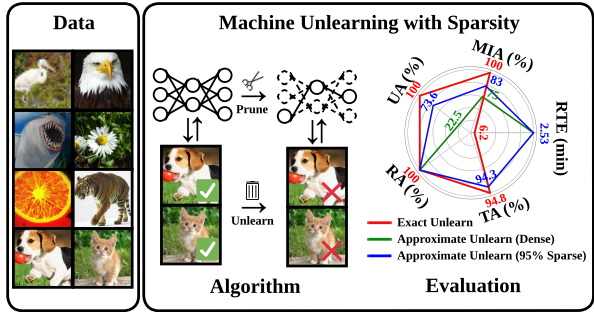 Data
Machine Unlearning with Sparsity
Prune
Unlearn
Algorithm
MIA (%)
100
83
75
UA (%)
100
73.6
22.5
RTE (min)
2.53
6.2
RA (%)
100
94.3
94.8
TA (%)
Exact Unlearn
Approximate Unlearn (Dense)
Approximate Unlearn (95% Sparse)
Evaluation